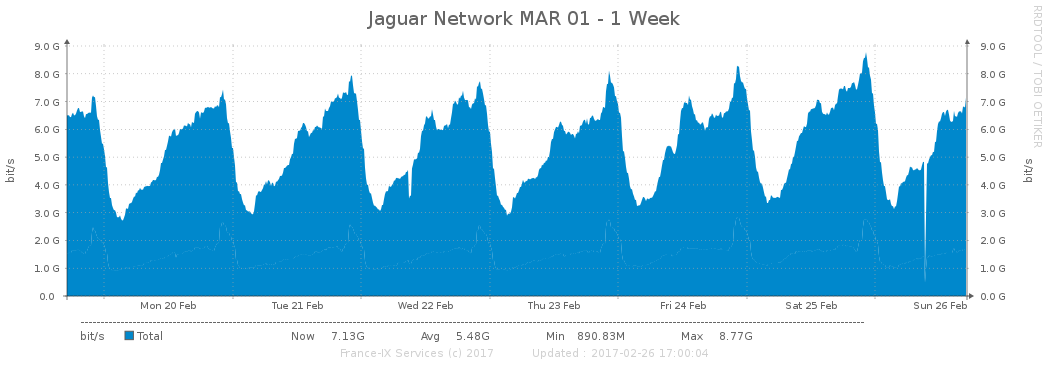 Jaguar Network MAR 01 - 1 Week
RRDTOOL / TOBI OETIKER
bit/s
9.0 G 9.0 G
8.0 G 8.0 G
7.0 G 7.0 G
6.0 G 6.0 G
5.0 G 5.0 G
4.0 G 4.0 G
3.0 G 3.0 G
2.0 G 2.0 G
1.0 G 1.0 G
0.0 0.0 G
bit/s
Mon 20 Feb Tue 21 Feb Wed 22 Feb Thu 23 Feb Fri 24 Feb Sat 25 Feb Sun 26 Feb
bit/s Total Now 7.13G Avg 5.48G Min 890.83M Max 8.77G
France-IX Services (c) 2017 Updated : 2017-02-26 17:00:04